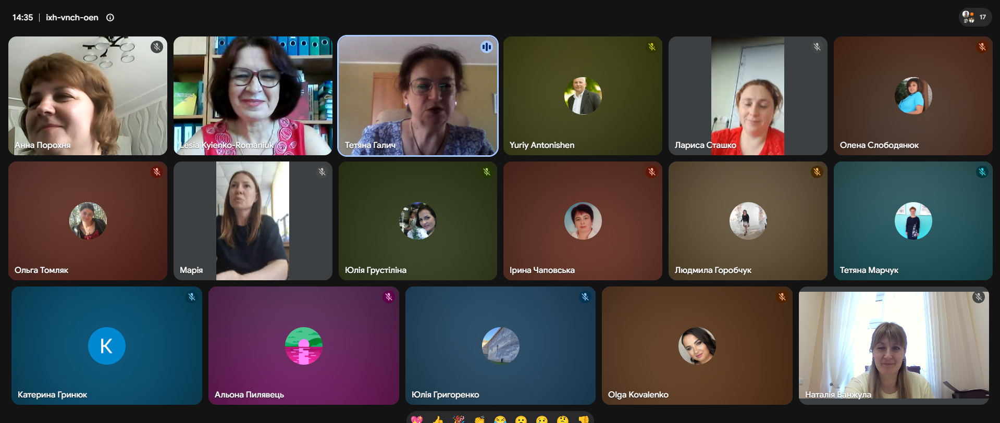 14:35 | ixh-vnch-oen
17
Анна Порохня
Lesia Kyienko-Romaniuk
Тетяна Галич
Yuriy Antonishen
Лариса Сташко
Олена Слободянюк
Ольга Томляк
Марія
Юлія Грустіліна
Ірина Чаповська
Людмила Горобчук
Тетяна Марчук
K
Катерина Гринюк
Альона Пилявець
Юлія Григоренко
Olga Kovalenko
Наталія Ванжула